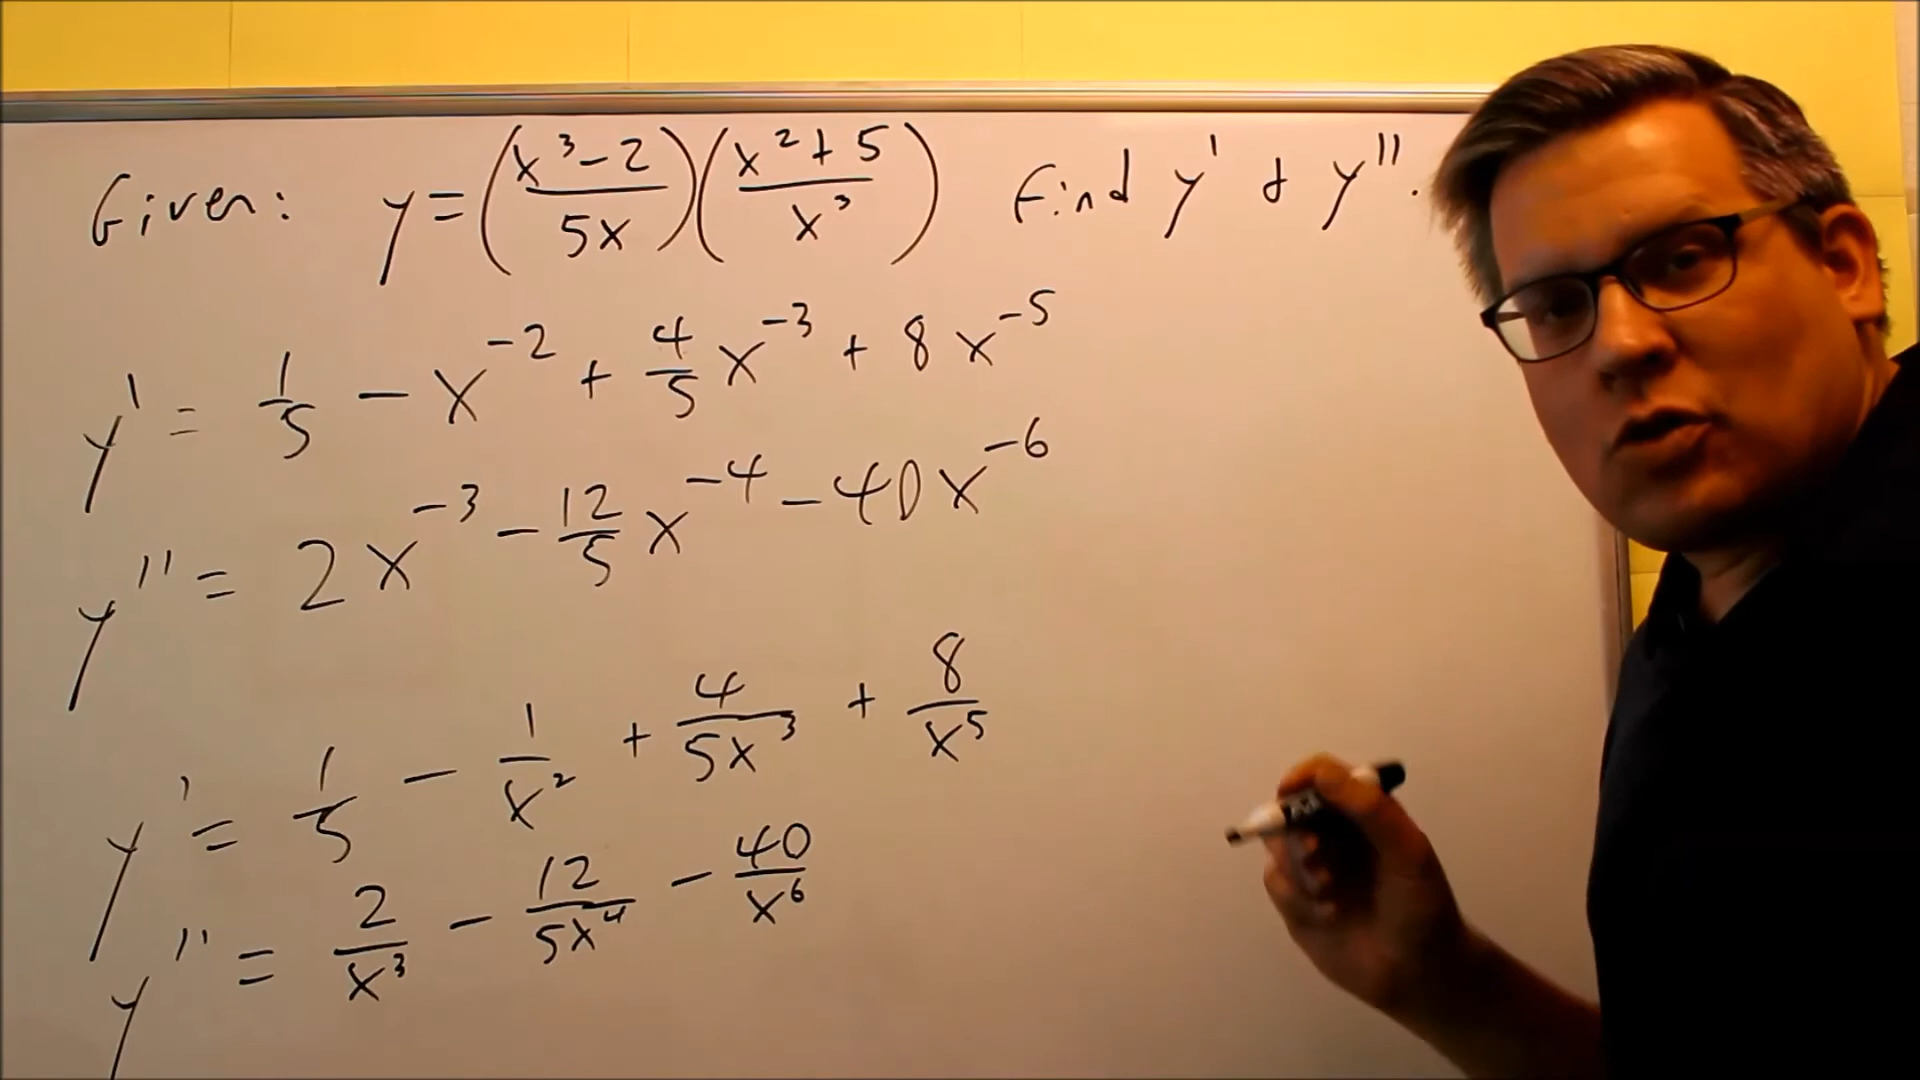 Given: y = ((x³ - 2)/(5x)) ((x² + 5)/(x³)) Find y' & y''.
y' = 1/5 - x⁻² + 4/5 x⁻³ + 8x⁻⁵
y'' = 2x⁻³ - 12/5 x⁻⁴ - 40x⁻⁶
y' = 1/5 - 1/x² + 4/(5x³) + 8/x⁵
y'' = 2/x³ - 12/(5x⁴) - 40/x⁶